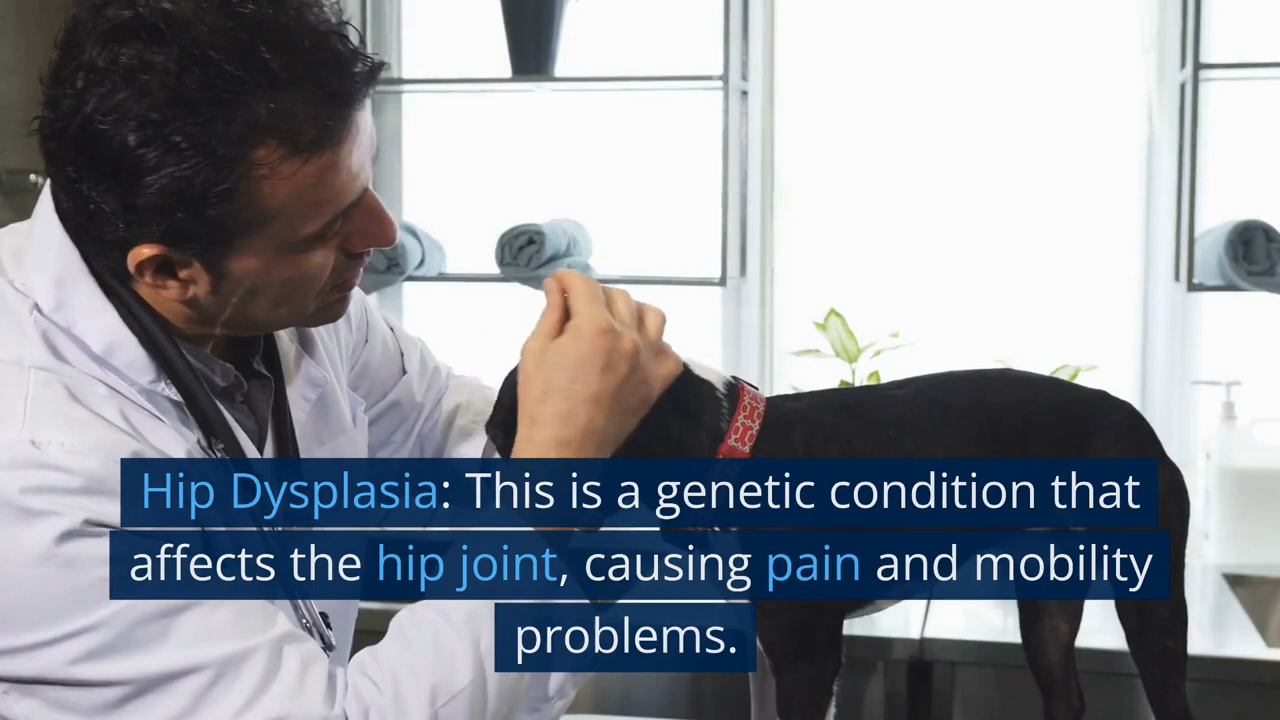 Hip Dysplasia: This is a genetic condition that
affects the hip joint, causing pain and mobility
problems.